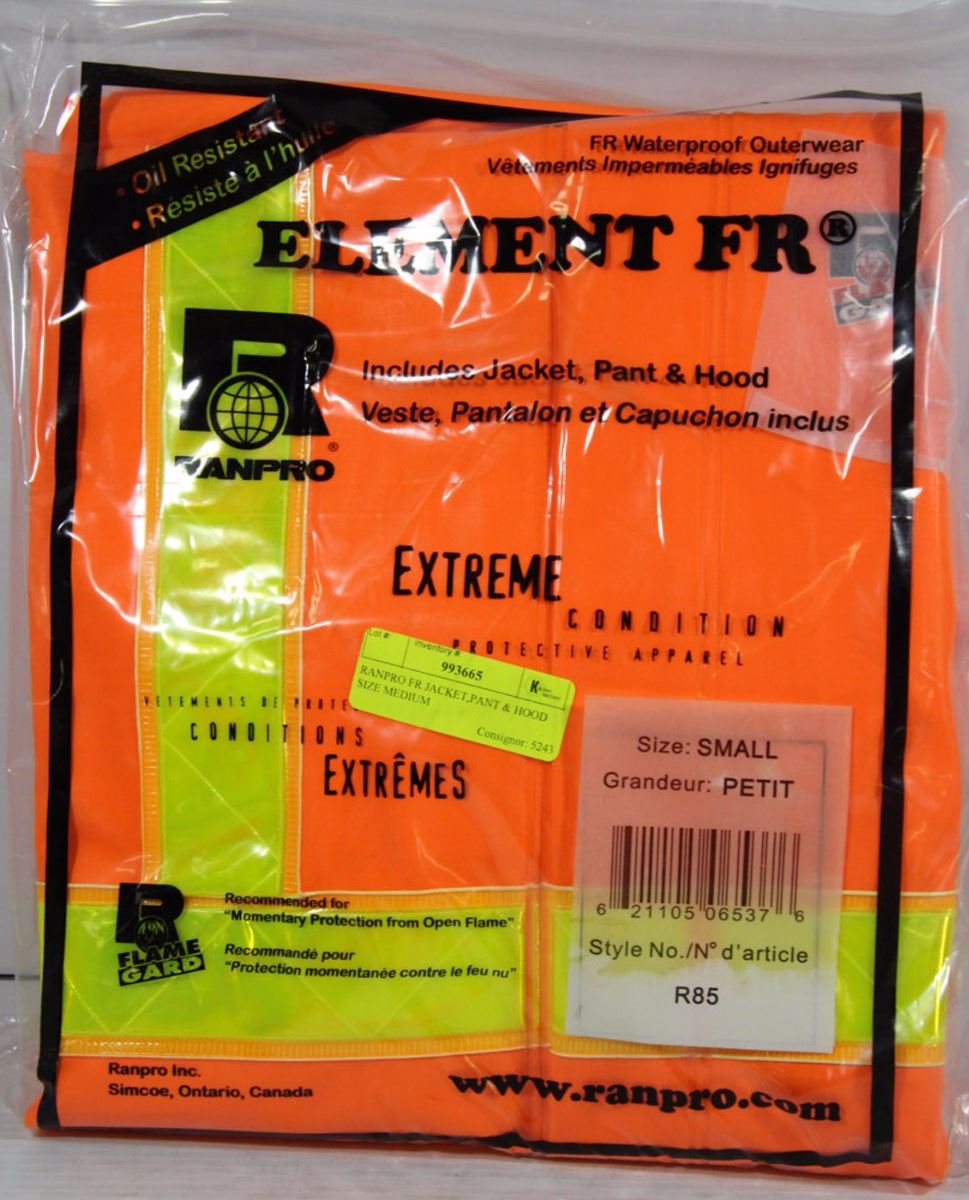 • Oil Resistant
• Résiste à l'huile
FR Waterproof Outerwear
Vêtements Imperméables Ignifuges
ELEMENT FR®
R
RANPRO®
Includes Jacket, Pant & Hood
Veste, Pantalon et Capuchon inclus
EXTREME
CONDITION
PROTECTIVE APPAREL
Lot #:
Inventory #:
993665
RANPRO FR JACKET,PANT & HOOD
SIZE MEDIUM
Consignor: 5243
VÊTEMENTS DE PROTE
CONDITIONS
EXTRÊMES
Size: SMALL
Grandeur: PETIT
6 21105 06537 6
Style No./N° d'article
R85
R
FLAME
GARD
Recommended for
"Momentary Protection from Open Flame"
Recommandé pour
"Protection momentanée contre le feu nu"
Ranpro Inc.
Simcoe, Ontario, Canada
www.ranpro.com